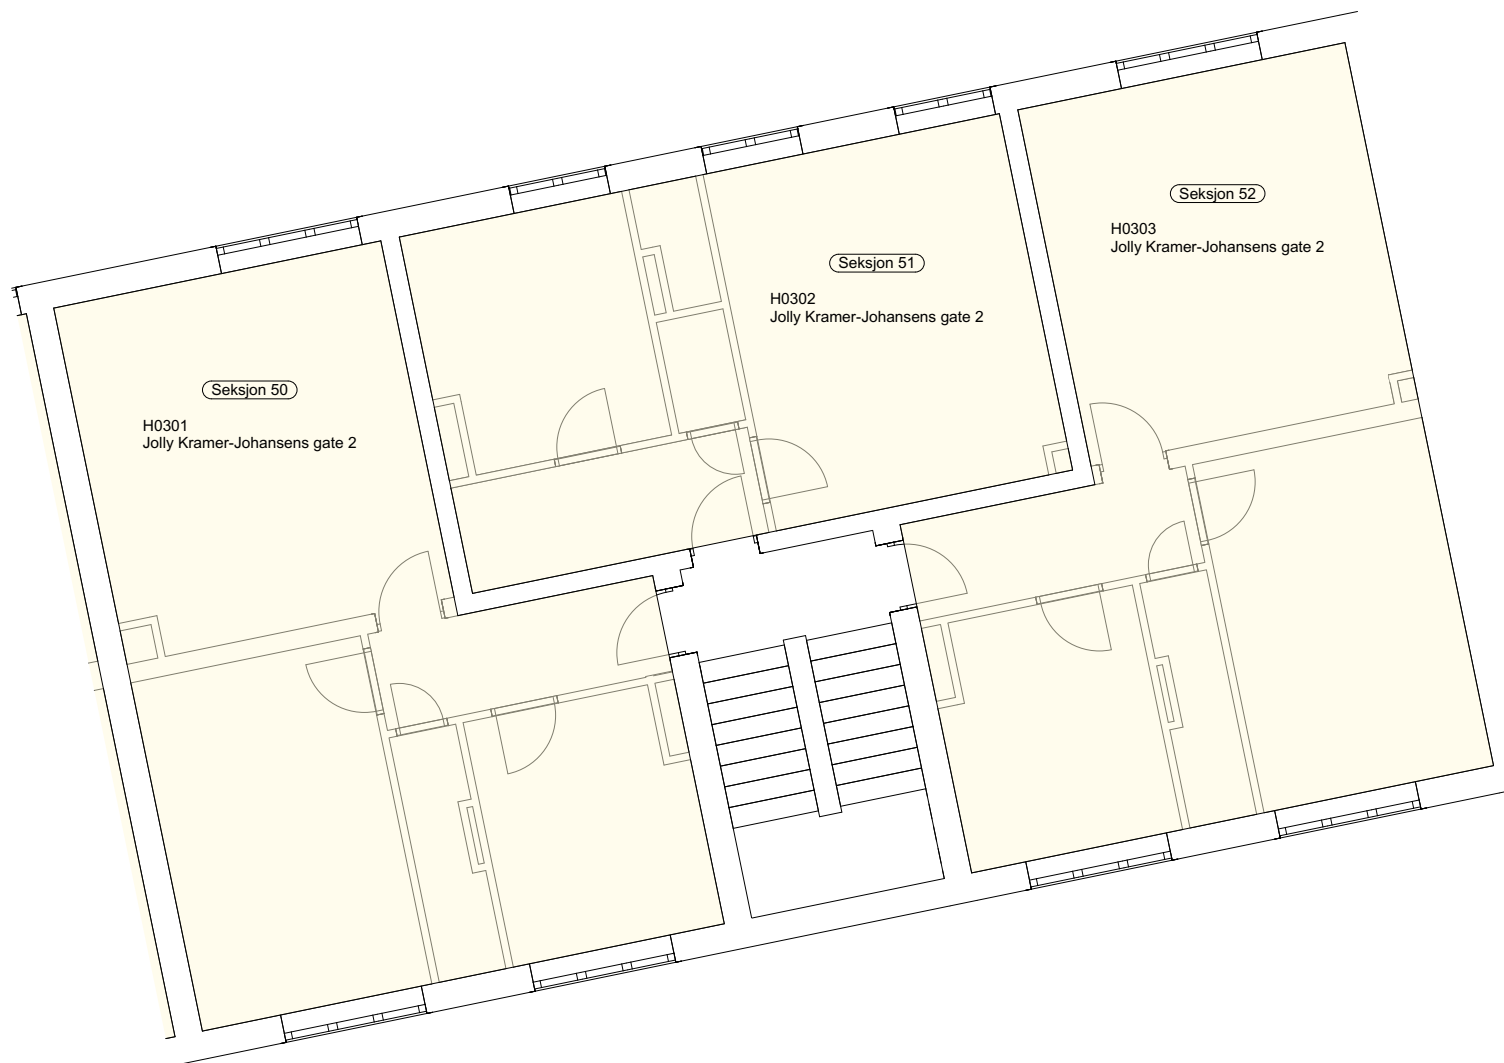 Seksjon 52
H0303
Jolly Kramer-Johansens gate 2
Seksjon 51
H0302
Jolly Kramer-Johansens gate 2
Seksjon 50
H0301
Jolly Kramer-Johansens gate 2